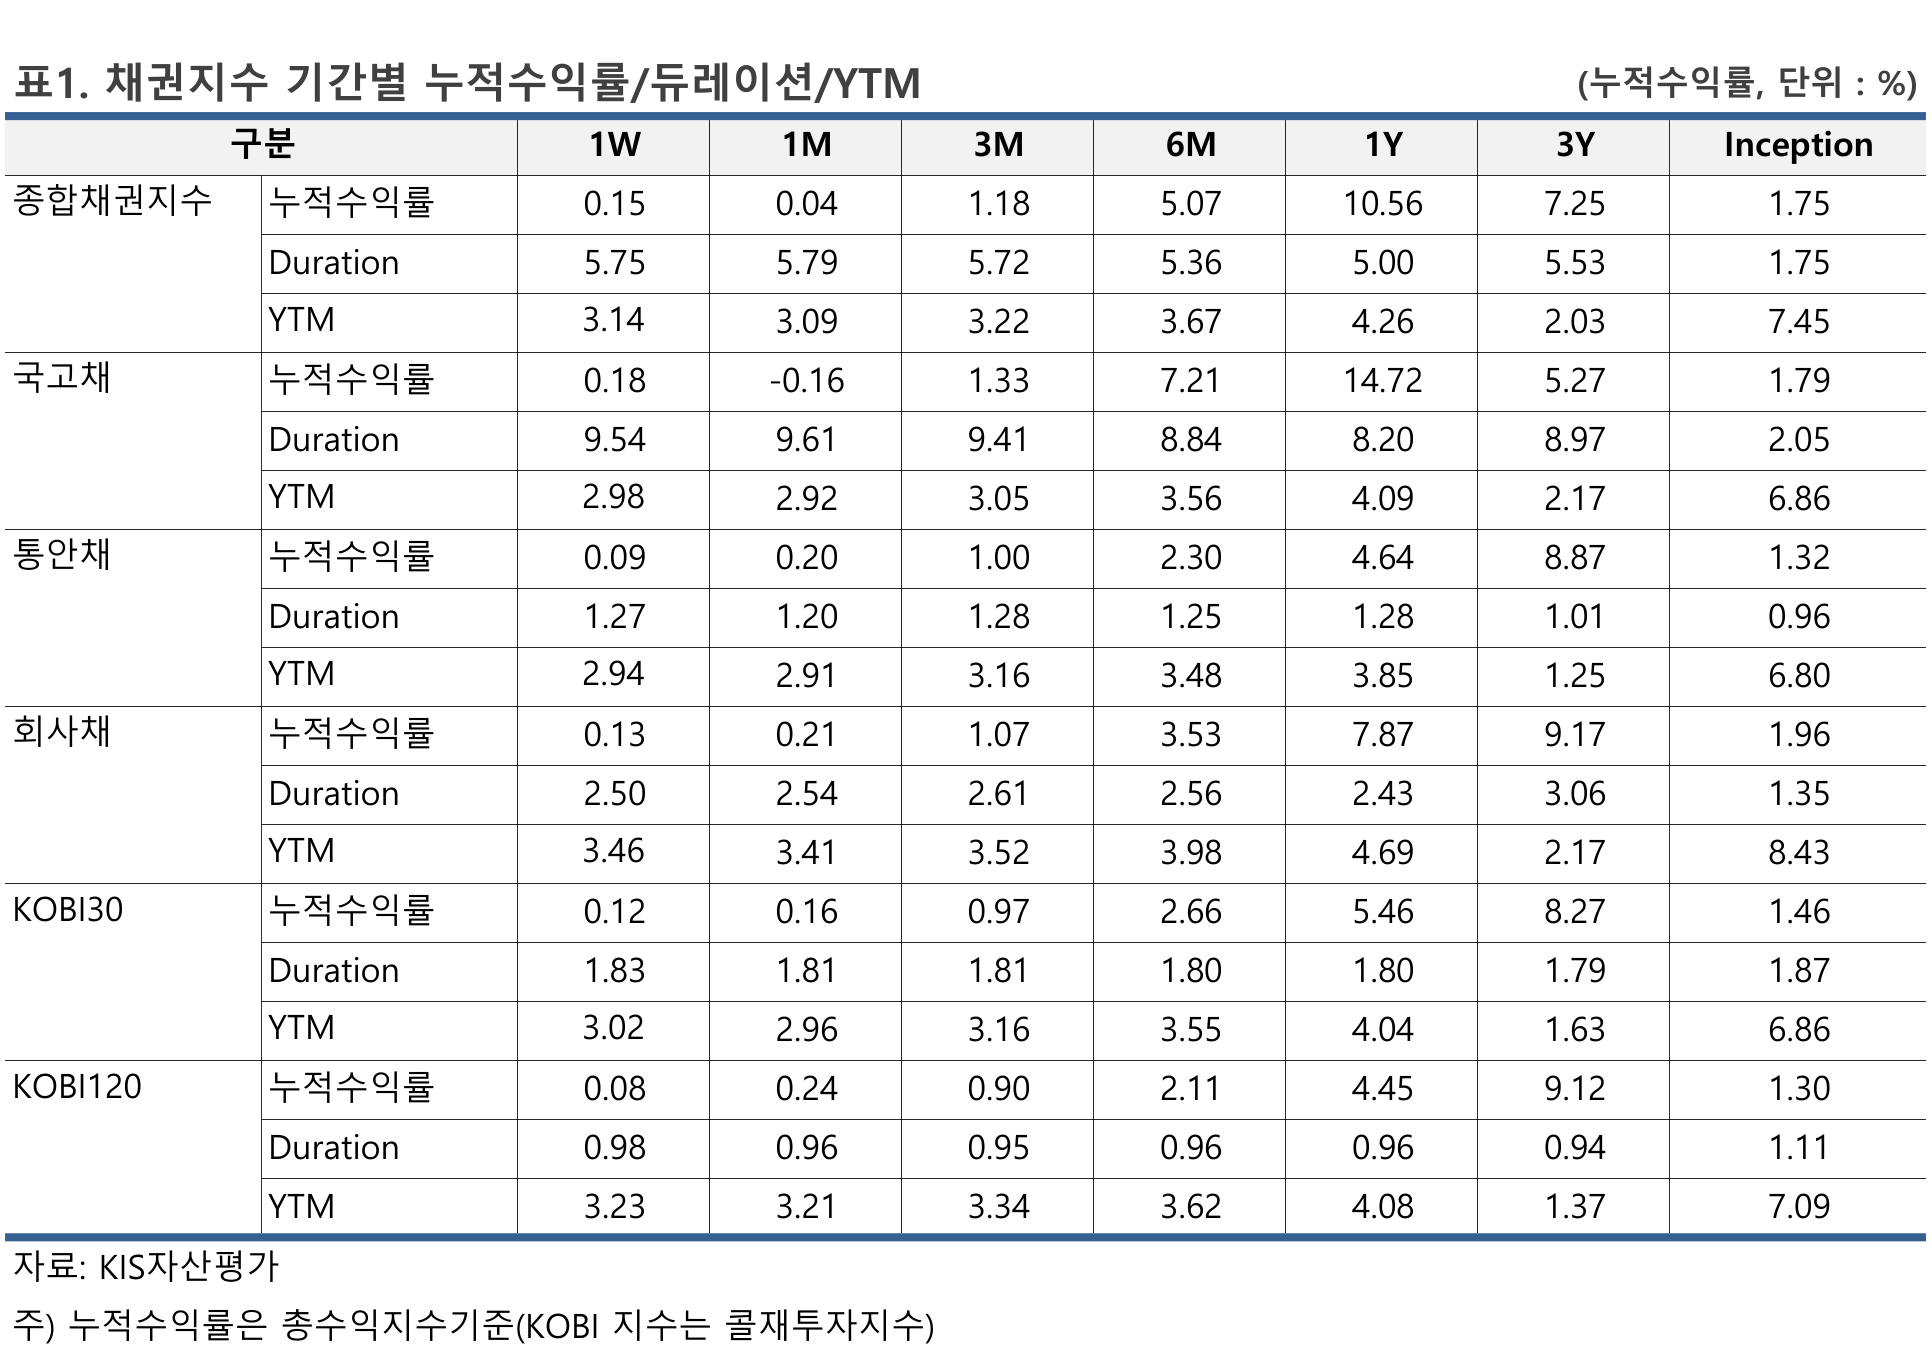 표1. 채권지수 기간별 누적수익률/듀레이션/YTM (누적수익률, 단위 : %)
구분 1W 1M 3M 6M 1Y 3Y Inception
종합채권지수 누적수익률 0.15 0.04 1.18 5.07 10.56 7.25 1.75
Duration 5.75 5.79 5.72 5.36 5.00 5.53 1.75
YTM 3.14 3.09 3.22 3.67 4.26 2.03 7.45
국고채 누적수익률 0.18 -0.16 1.33 7.21 14.72 5.27 1.79
Duration 9.54 9.61 9.41 8.84 8.20 8.97 2.05
YTM 2.98 2.92 3.05 3.56 4.09 2.17 6.86
통안채 누적수익률 0.09 0.20 1.00 2.30 4.64 8.87 1.32
Duration 1.27 1.20 1.28 1.25 1.28 1.01 0.96
YTM 2.94 2.91 3.16 3.48 3.85 1.25 6.80
회사채 누적수익률 0.13 0.21 1.07 3.53 7.87 9.17 1.96
Duration 2.50 2.54 2.61 2.56 2.43 3.06 1.35
YTM 3.46 3.41 3.52 3.98 4.69 2.17 8.43
KOBI30 누적수익률 0.12 0.16 0.97 2.66 5.46 8.27 1.46
Duration 1.83 1.81 1.81 1.80 1.80 1.79 1.87
YTM 3.02 2.96 3.16 3.55 4.04 1.63 6.86
KOBI120 누적수익률 0.08 0.24 0.90 2.11 4.45 9.12 1.30
Duration 0.98 0.96 0.95 0.96 0.96 0.94 1.11
YTM 3.23 3.21 3.34 3.62 4.08 1.37 7.09
자료: KIS자산평가
주) 누적수익률은 총수익지수기준(KOBI 지수는 콜재투자지수)